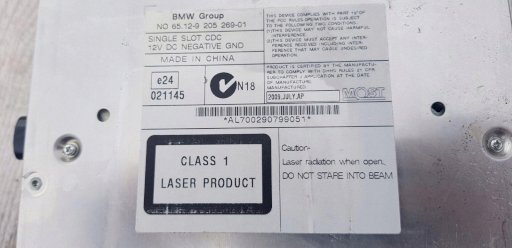 BMW Group
NO 65.12-9 205 269-01
SINGLE SLOT CDC
12V DC NEGATIVE GND
MADE IN CHINA
THIS DEVICE COMPLIES WITH PART
OF FCC RULES OPERATION IS SUBJECT
TO THE FOLLOWING TWO CONDITIONS.
(1)THIS DEVICE MAY NOT CAUSE HARMFUL
INTERFERENCE
(2)THIS DEVICE MUST ACCEPT ANY INTER-
FERENCE RECEIVED INCLUDING INTER-
FERENCE THAT MAY CAUSE UNDESIRED
OPERATION
PRODUCT IS CERTIFIED BY THE MANUFACTU-
RER TO COMPLY WITH DHHS RULES 21 CFR
SUBCHAPTER J APPLICATION AT THE DATE
OF MANUFACTURE
MANUFACTURED
2009.JULY.AP
MOST
e24
021145
N18
*AL700290799051*
CLASS 1
LASER PRODUCT
Caution-
Laser radiation when open.
DO NOT STARE INTO BEAM